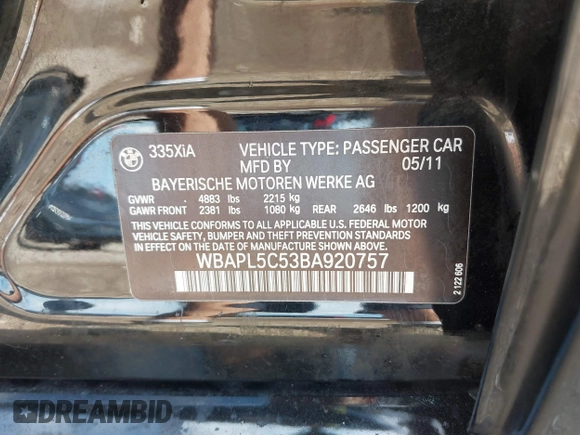 335XiA VEHICLE TYPE: PASSENGER CAR
MFD BY 05/11
BAYERISCHE MOTOREN WERKE AG
GVWR 4883 lbs 2215 kg
GAWR FRONT 2381 lbs 1080 kg REAR 2646 lbs 1200 kg
THIS VEHICLE CONFORMS TO ALL APPLICABLE U.S. FEDERAL MOTOR
VEHICLE SAFETY, BUMPER AND THEFT PREVENTION STANDARDS IN
EFFECT ON THE DATE OF MANUFACTURE SHOWN ABOVE.
WBAPL5C53BA920757
2 122 606
DREAMBID